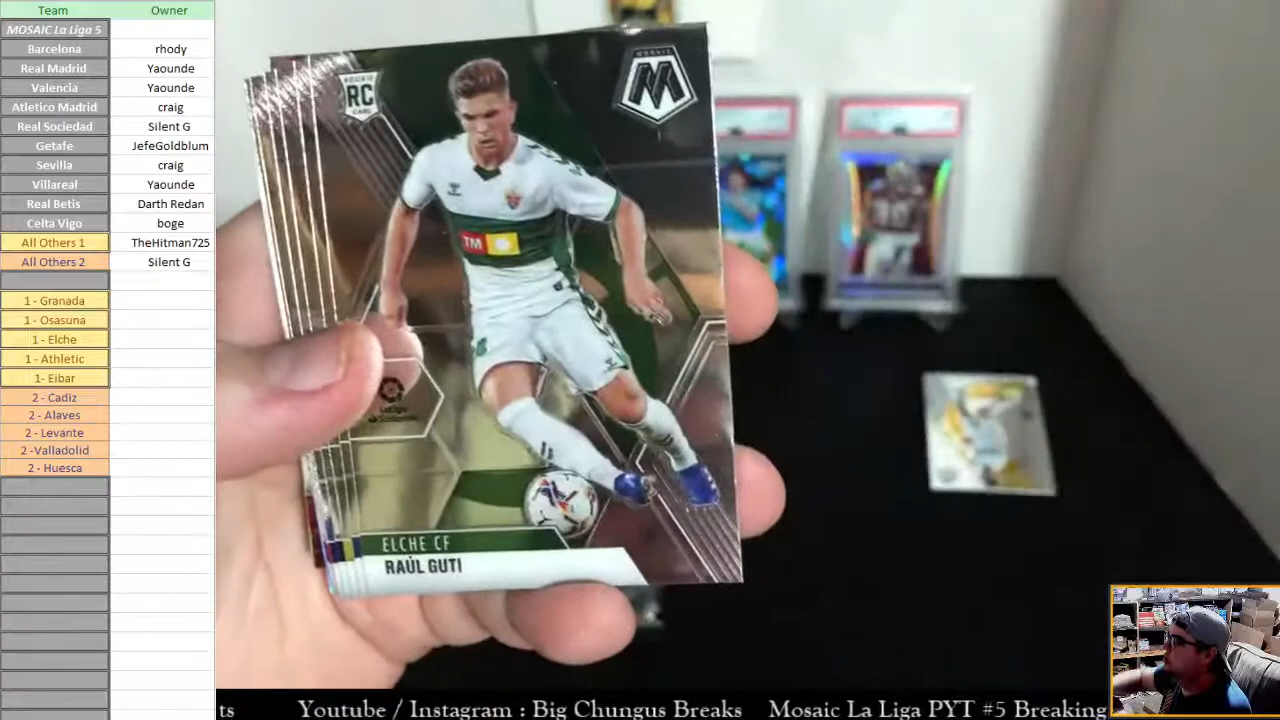 Team Owner
MOSAIC La Liga 5
Barcelona rhody
Real Madrid Yaounde
Valencia Yaounde
Atletico Madrid craig
Real Sociedad Silent G
Getafe JefeGoldblum
Sevilla craig
Villareal Yaounde
Real Betis Darth Redan
Celta Vigo boge
All Others 1 TheHitman725
All Others 2 Silent G
1 - Granada
1 - Osasuna
1 - Elche
1 - Athletic
1- Eibar
2 - Cadiz
2 - Alaves
2 - Levante
2 -Valladolid
2 - Huesca
ROOKIE
RC
CARD
MOSAIC
M
TM
LaLiga
ELCHE CF
RAÚL GUTI
ts Youtube / Instagram : Big Chungus Breaks Mosaic La Liga PYT #5 Breaking